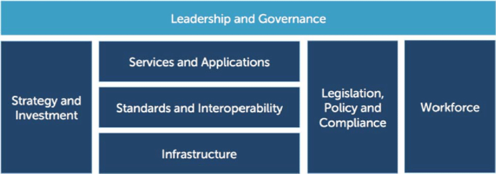 Leadership and Governance
Strategy and
Investment
Services and Applications
Standards and Interoperability
Infrastructure
Legislation,
Policy and
Compliance
Workforce